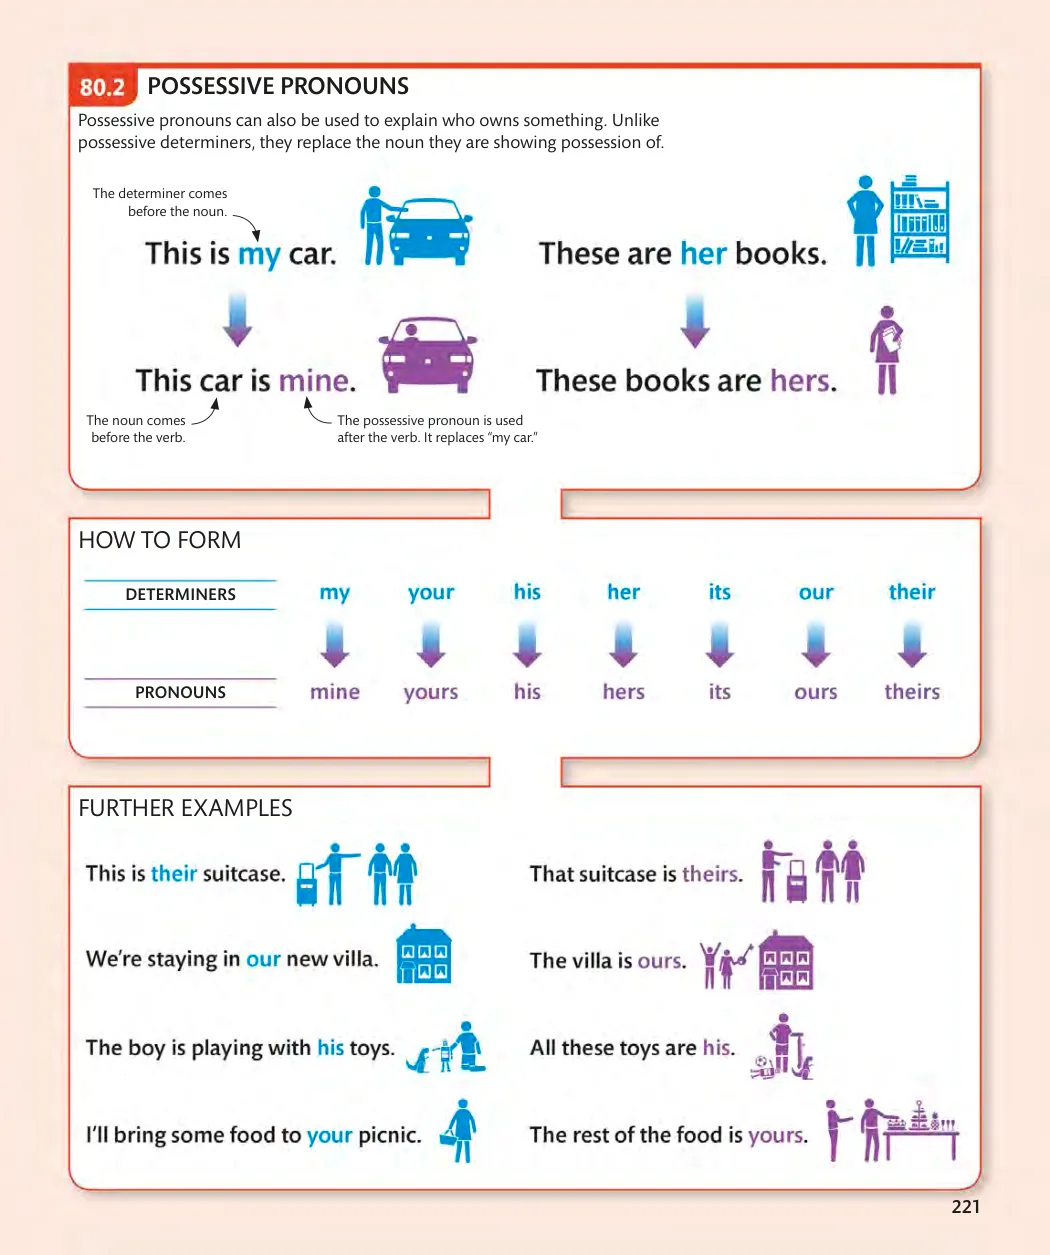 80.2 POSSESSIVE PRONOUNS
Possessive pronouns can also be used to explain who owns something. Unlike
possessive determiners, they replace the noun they are showing possession of.
The determiner comes
before the noun.
This is my car.
These are her books.
This car is mine.
These books are hers.
The noun comes
before the verb.
The possessive pronoun is used
after the verb. It replaces “my car.”
HOW TO FORM
DETERMINERS my your his her its our their
PRONOUNS mine yours his hers its ours theirs
FURTHER EXAMPLES
This is their suitcase.
That suitcase is theirs.
We’re staying in our new villa.
The villa is ours.
The boy is playing with his toys.
All these toys are his.
I’ll bring some food to your picnic.
The rest of the food is yours.
221